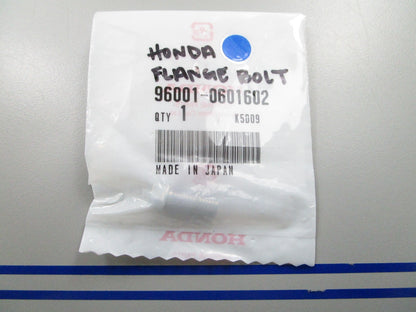 HONDA
FLANGE BOLT
96001-0601602
QTY 1 K5009
MADE IN JAPAN
HONDA